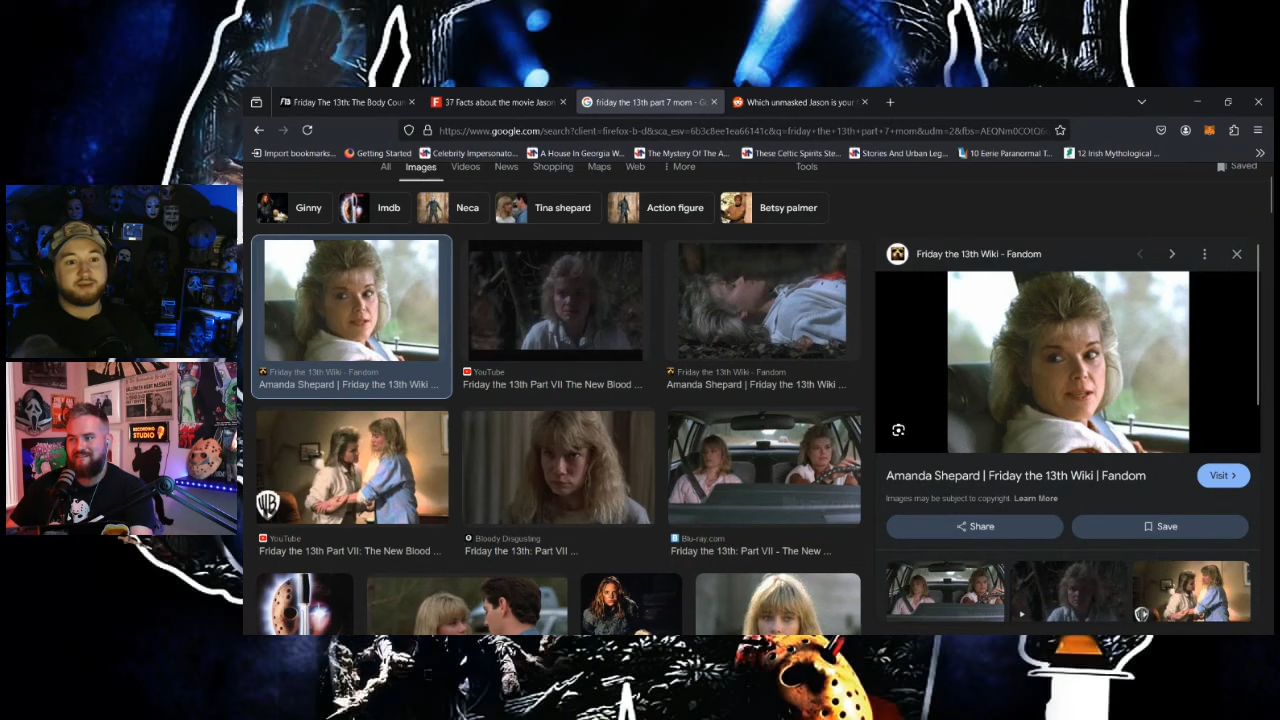 Friday The 13th: The Body Coun
37 Facts about the movie Jason
friday the 13th part 7 mom - G
Which unmasked Jason is your
https://www.google.com/search?client=firefox-b-d&sca_esv=6b3c8ee1ea66141c&q=friday+the+13th+part+7+mom&udm=2&fbs=AEQNm0COtQ6
Import bookmarks...
Getting Started
Celebrity Impersonato...
A House In Georgia W...
The Mystery Of The A...
These Celtic Spirits Ste...
Stories And Urban Leg...
10 Eerie Paranormal T...
12 Irish Mythological ...
All
Images
Videos
News
Shopping
Maps
Web
More
Tools
Saved
Ginny
Imdb
Neca
Tina shepard
Action figure
Betsy palmer
Friday the 13th Wiki - Fandom
Friday the 13th Wiki - Fandom
Amanda Shepard | Friday the 13th Wiki ...
YouTube
Friday the 13th Part VII The New Blood ...
Friday the 13th Wiki - Fandom
Amanda Shepard | Friday the 13th Wiki ...
RECORDING
STUDIO
Amanda Shepard | Friday the 13th Wiki | Fandom
Visit
Images may be subject to copyright. Learn More
Share
Save
YouTube
Friday the 13th Part VII: The New Blood ...
Bloody Disgusting
Friday the 13th: Part VII ...
Blu-ray.com
Friday the 13th: Part VII - The New ...